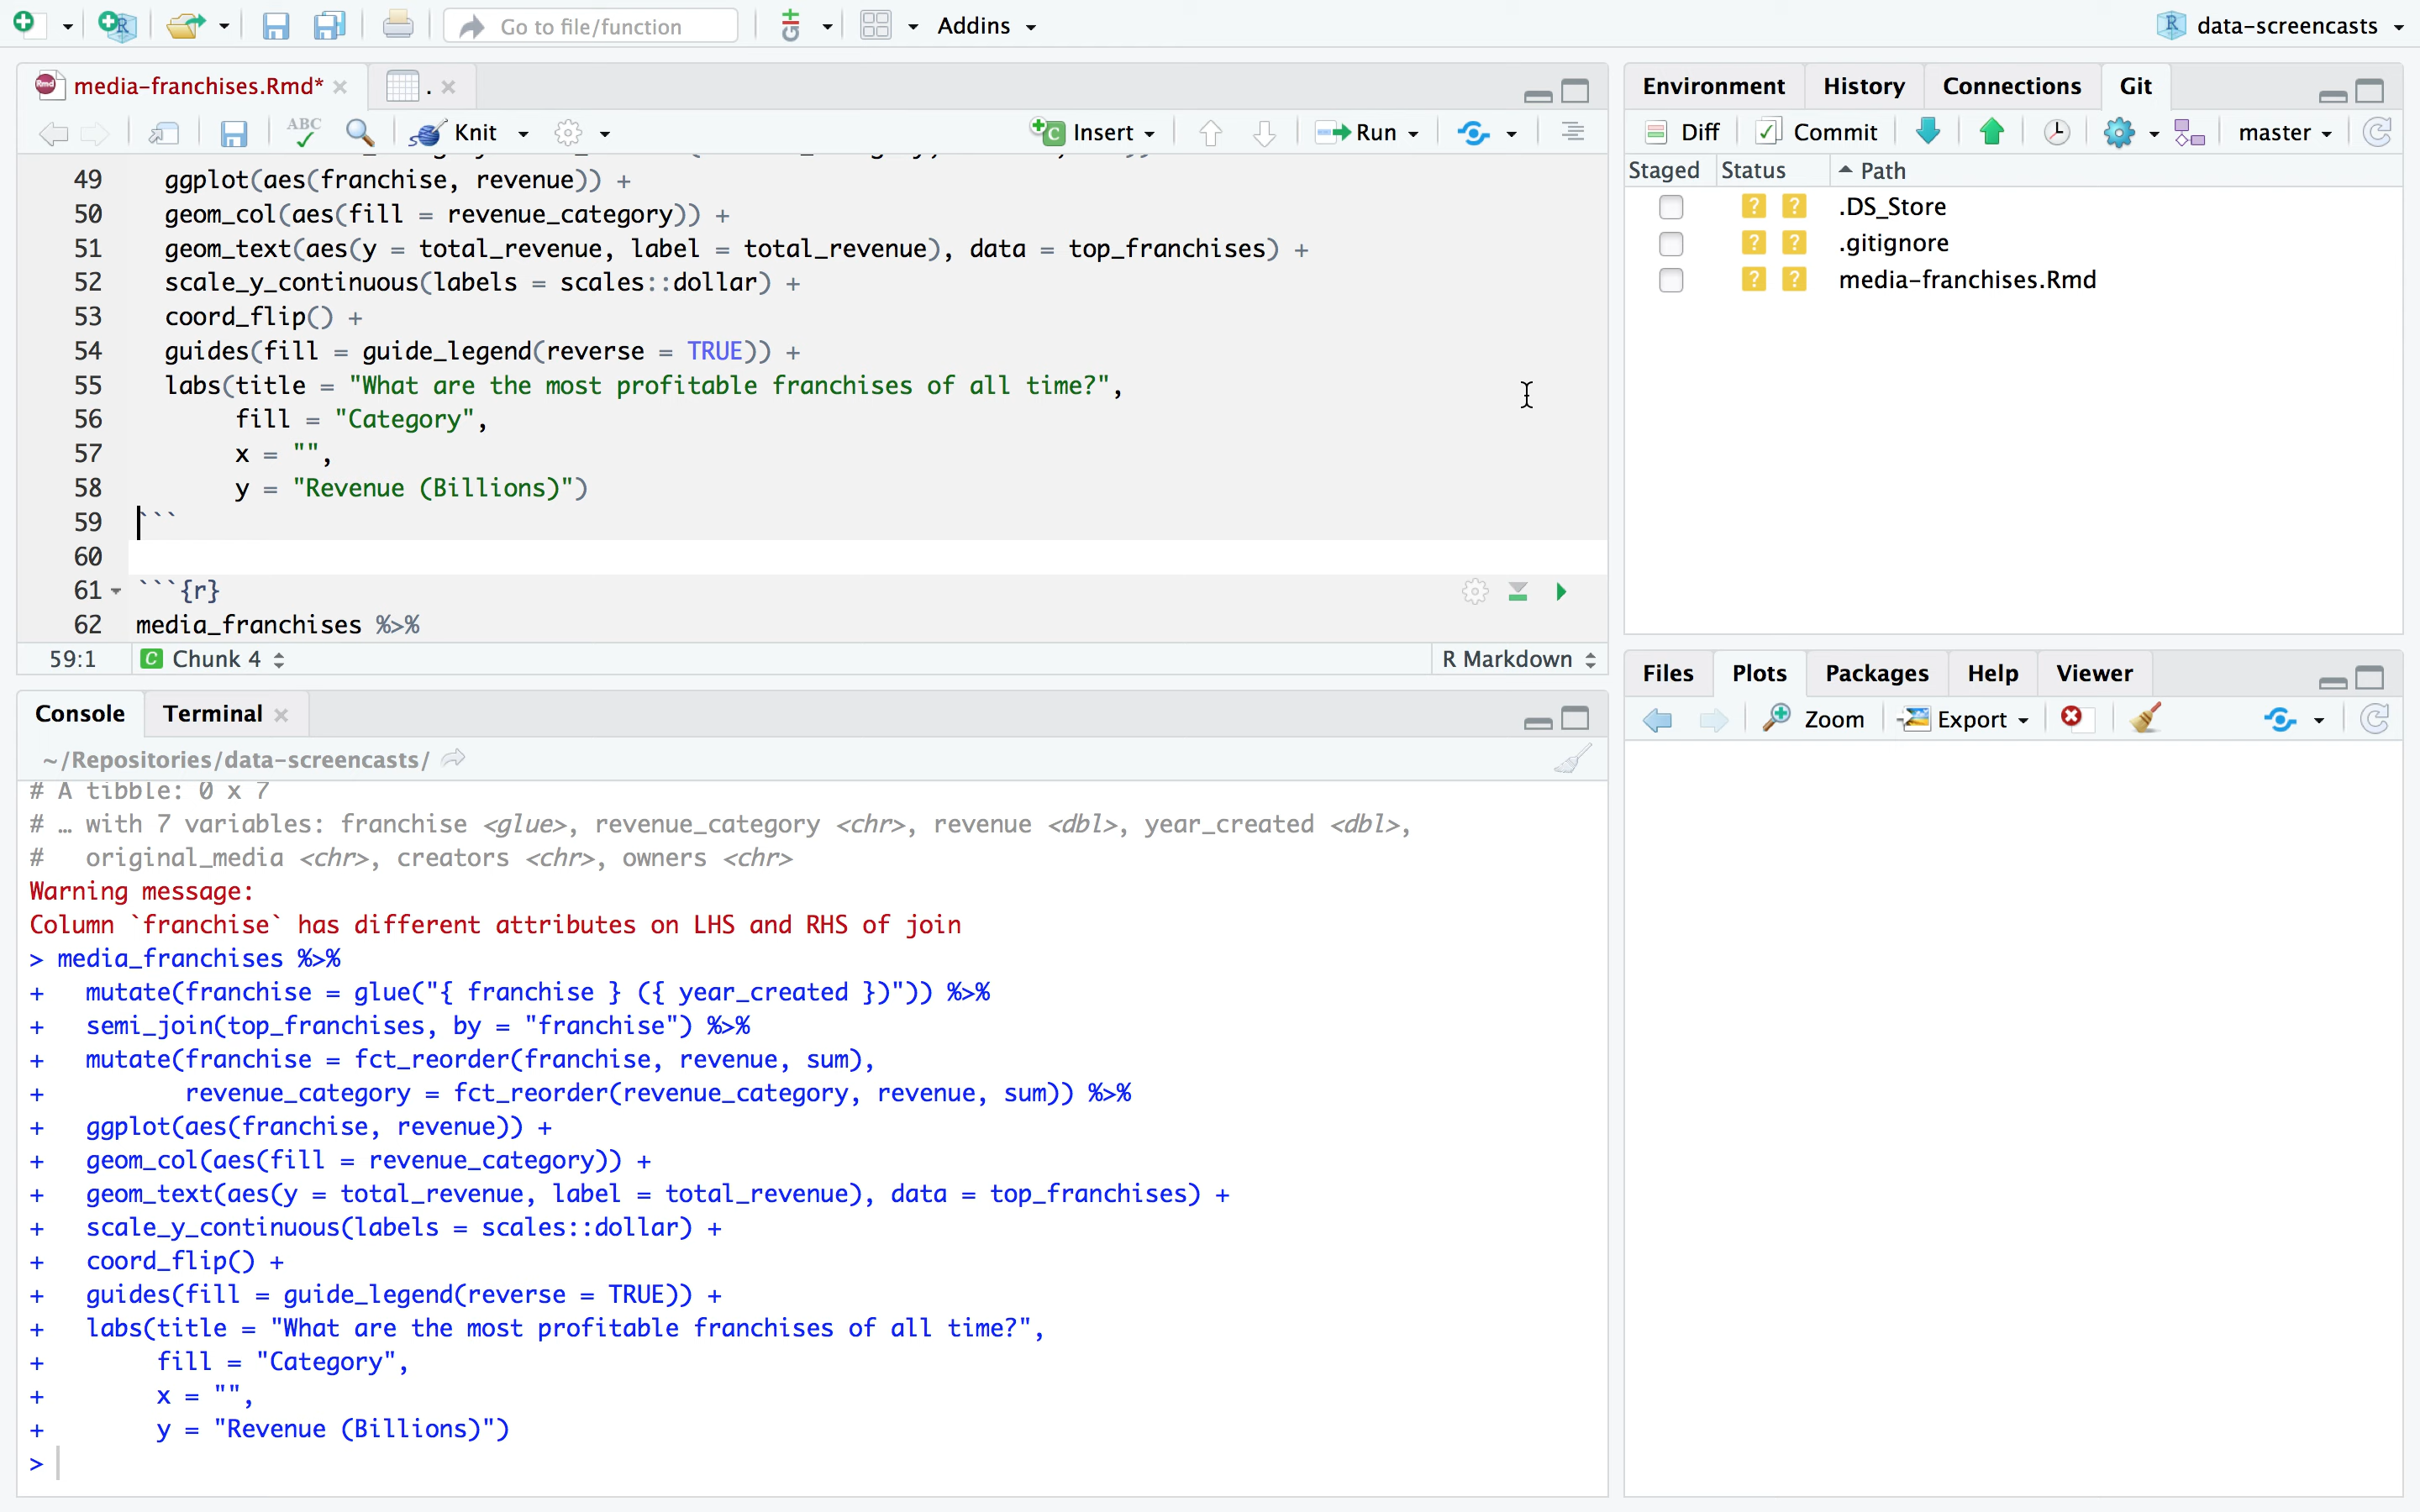 Go to file/function
Addins
data-screencasts
media-franchises.Rmd*
.
Environment
History
Connections
Git
ABC
Knit
Insert
Run
Diff
Commit
master
Staged
Status
Path
.DS_Store
.gitignore
media-franchises.Rmd
49 ggplot(aes(franchise, revenue)) +
50 geom_col(aes(fill = revenue_category)) +
51 geom_text(aes(y = total_revenue, label = total_revenue), data = top_franchises) +
52 scale_y_continuous(labels = scales::dollar) +
53 coord_flip() +
54 guides(fill = guide_legend(reverse = TRUE)) +
55 labs(title = "What are the most profitable franchises of all time?",
56 fill = "Category",
57 x = "",
58 y = "Revenue (Billions)")
59 ```
60
61 ```{r}
62 media_franchises %>%
59:1
Chunk 4
R Markdown
Console
Terminal
~/Repositories/data-screencasts/
# A tibble: 0 x 7
# … with 7 variables: franchise <glue>, revenue_category <chr>, revenue <dbl>, year_created <dbl>,
# original_media <chr>, creators <chr>, owners <chr>
Warning message:
Column `franchise` has different attributes on LHS and RHS of join
> media_franchises %>%
+ mutate(franchise = glue("{ franchise } ({ year_created })")) %>%
+ semi_join(top_franchises, by = "franchise") %>%
+ mutate(franchise = fct_reorder(franchise, revenue, sum),
+ revenue_category = fct_reorder(revenue_category, revenue, sum)) %>%
+ ggplot(aes(franchise, revenue)) +
+ geom_col(aes(fill = revenue_category)) +
+ geom_text(aes(y = total_revenue, label = total_revenue), data = top_franchises) +
+ scale_y_continuous(labels = scales::dollar) +
+ coord_flip() +
+ guides(fill = guide_legend(reverse = TRUE)) +
+ labs(title = "What are the most profitable franchises of all time?",
+ fill = "Category",
+ x = "",
+ y = "Revenue (Billions)")
>
Files
Plots
Packages
Help
Viewer
Zoom
Export